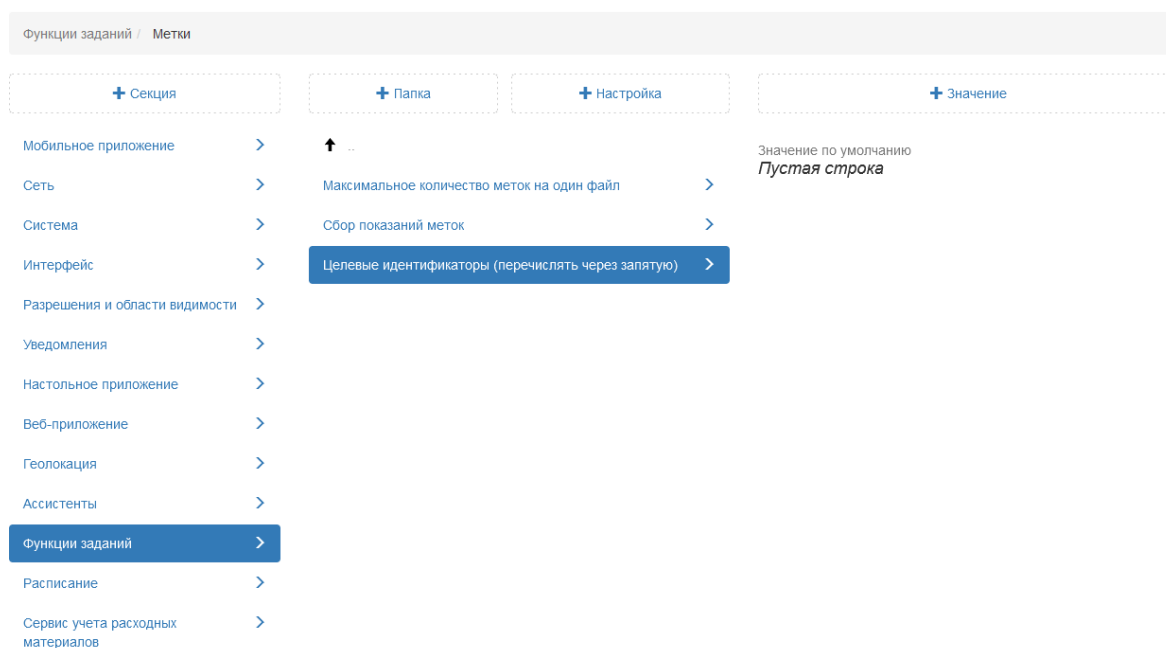 Функции заданий / Метки
+ Секция
Мобильное приложение
Сеть
Система
Интерфейс
Разрешения и области видимости
Уведомления
Настольное приложение
Веб-приложение
Геолокация
Ассистенты
Функции заданий
Расписание
Сервис учета расходных
материалов
+ Папка
+ Настройка
..
Максимальное количество меток на один файл
Сбор показаний меток
Целевые идентификаторы (перечислять через запятую)
+ Значение
Значение по умолчанию
Пустая строка